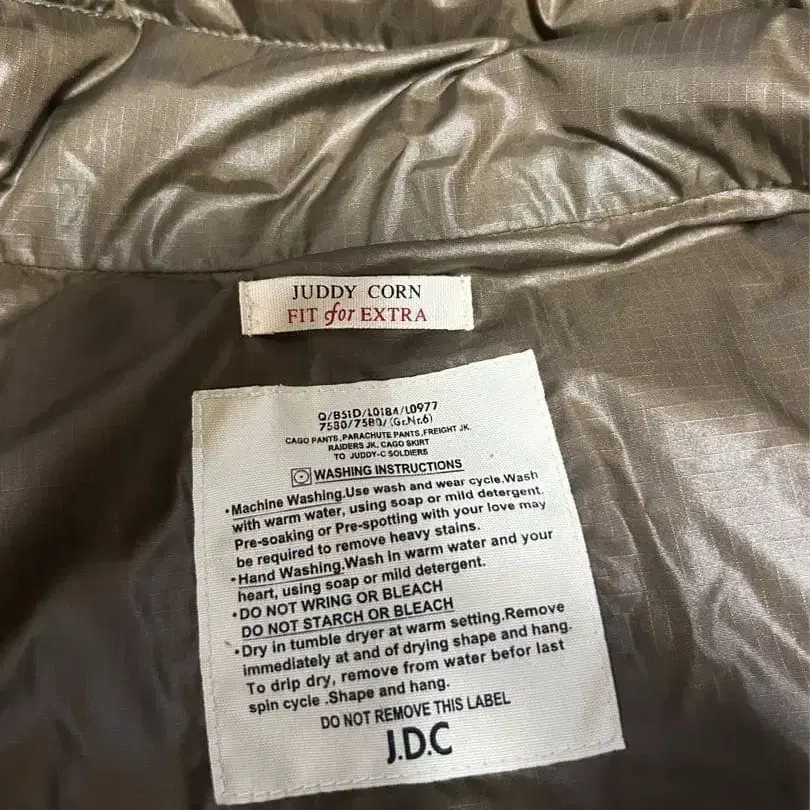 JUDDY CORN
FIT for EXTRA
Q/B51D/L0184/L0977
7580/7580/(Gr.Nr.6)
CAGO PANTS,PARACHUTE PANTS,FREIGHT JK.
RAIDERS JK, CAGO SKIRT
TO JUDDY-C SOLDIERS
WASHING INSTRUCTIONS
•Machine Washing.Use wash and wear cycle.Wash
with warm water, using soap or mild detergent.
Pre-soaking or Pre-spotting with your love may
be required to remove heavy stains.
•Hand Washing.Wash in warm water and your
heart, using soap or mild detergent.
•DO NOT WRING OR BLEACH
DO NOT STARCH OR BLEACH
•Dry in tumble dryer at warm setting.Remove
immediately at and of drying shape and hang.
To drip dry, remove from water befor last
spin cycle .Shape and hang.
DO NOT REMOVE THIS LABEL
J.D.C